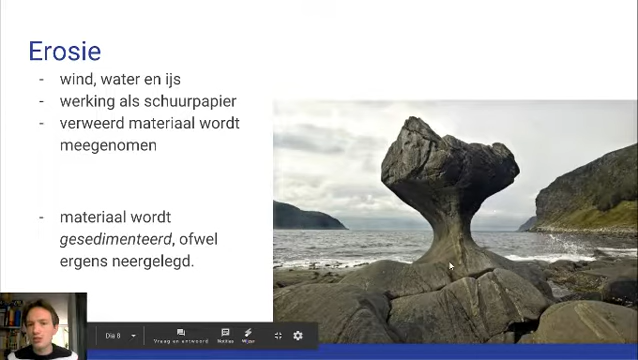 Erosie
- wind, water en ijs
- werking als schuurpapier
- verweerd materiaal wordt
meegenomen
- materiaal wordt
gesedimenteerd, ofwel
ergens neergelegd.
Dia 8
Vraag en antwoord
Notities
Wijzer